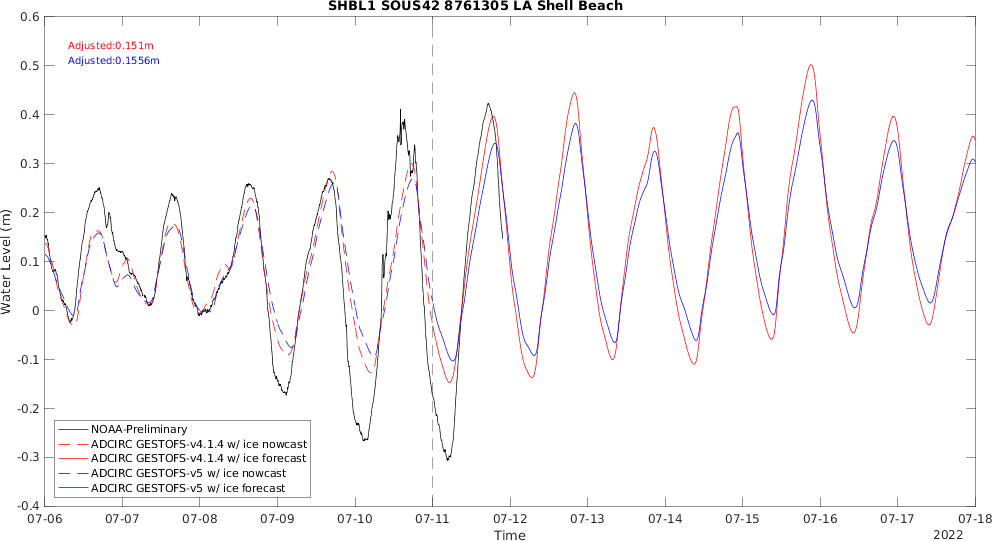 SHBL1 SOUS42 8761305 LA Shell Beach
Adjusted:0.151m
Adjusted:0.1556m
0.6
0.5
0.4
0.3
0.2
0.1
0
-0.1
-0.2
-0.3
-0.4
Water Level (m)
NOAA-Preliminary
ADCIRC GESTOFS-v4.1.4 w/ ice nowcast
ADCIRC GESTOFS-v4.1.4 w/ ice forecast
ADCIRC GESTOFS-v5 w/ ice nowcast
ADCIRC GESTOFS-v5 w/ ice forecast
07-06 07-07 07-08 07-09 07-10 07-11 07-12 07-13 07-14 07-15 07-16 07-17 07-18
Time
2022